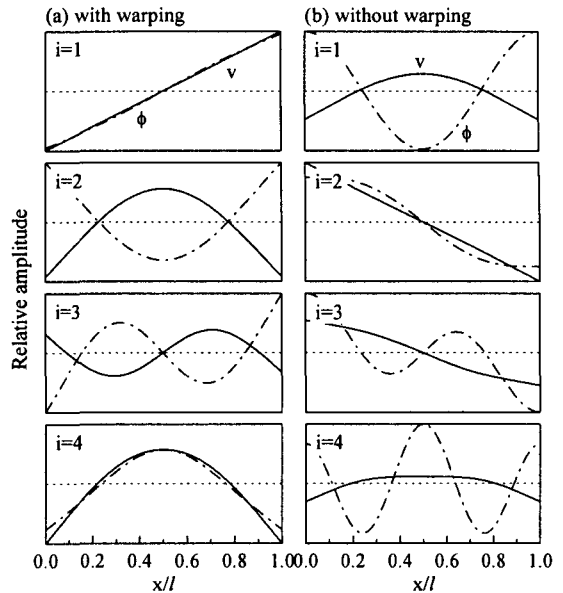 (a) with warping
(b) without warping
Relative amplitude
i=1
v
ϕ
i=2
i=3
i=4
0.0 0.2 0.4 0.6 0.8 1.0
x/l
i=1
v
ϕ
i=2
i=3
i=4
0.0 0.2 0.4 0.6 0.8 1.0
x/l